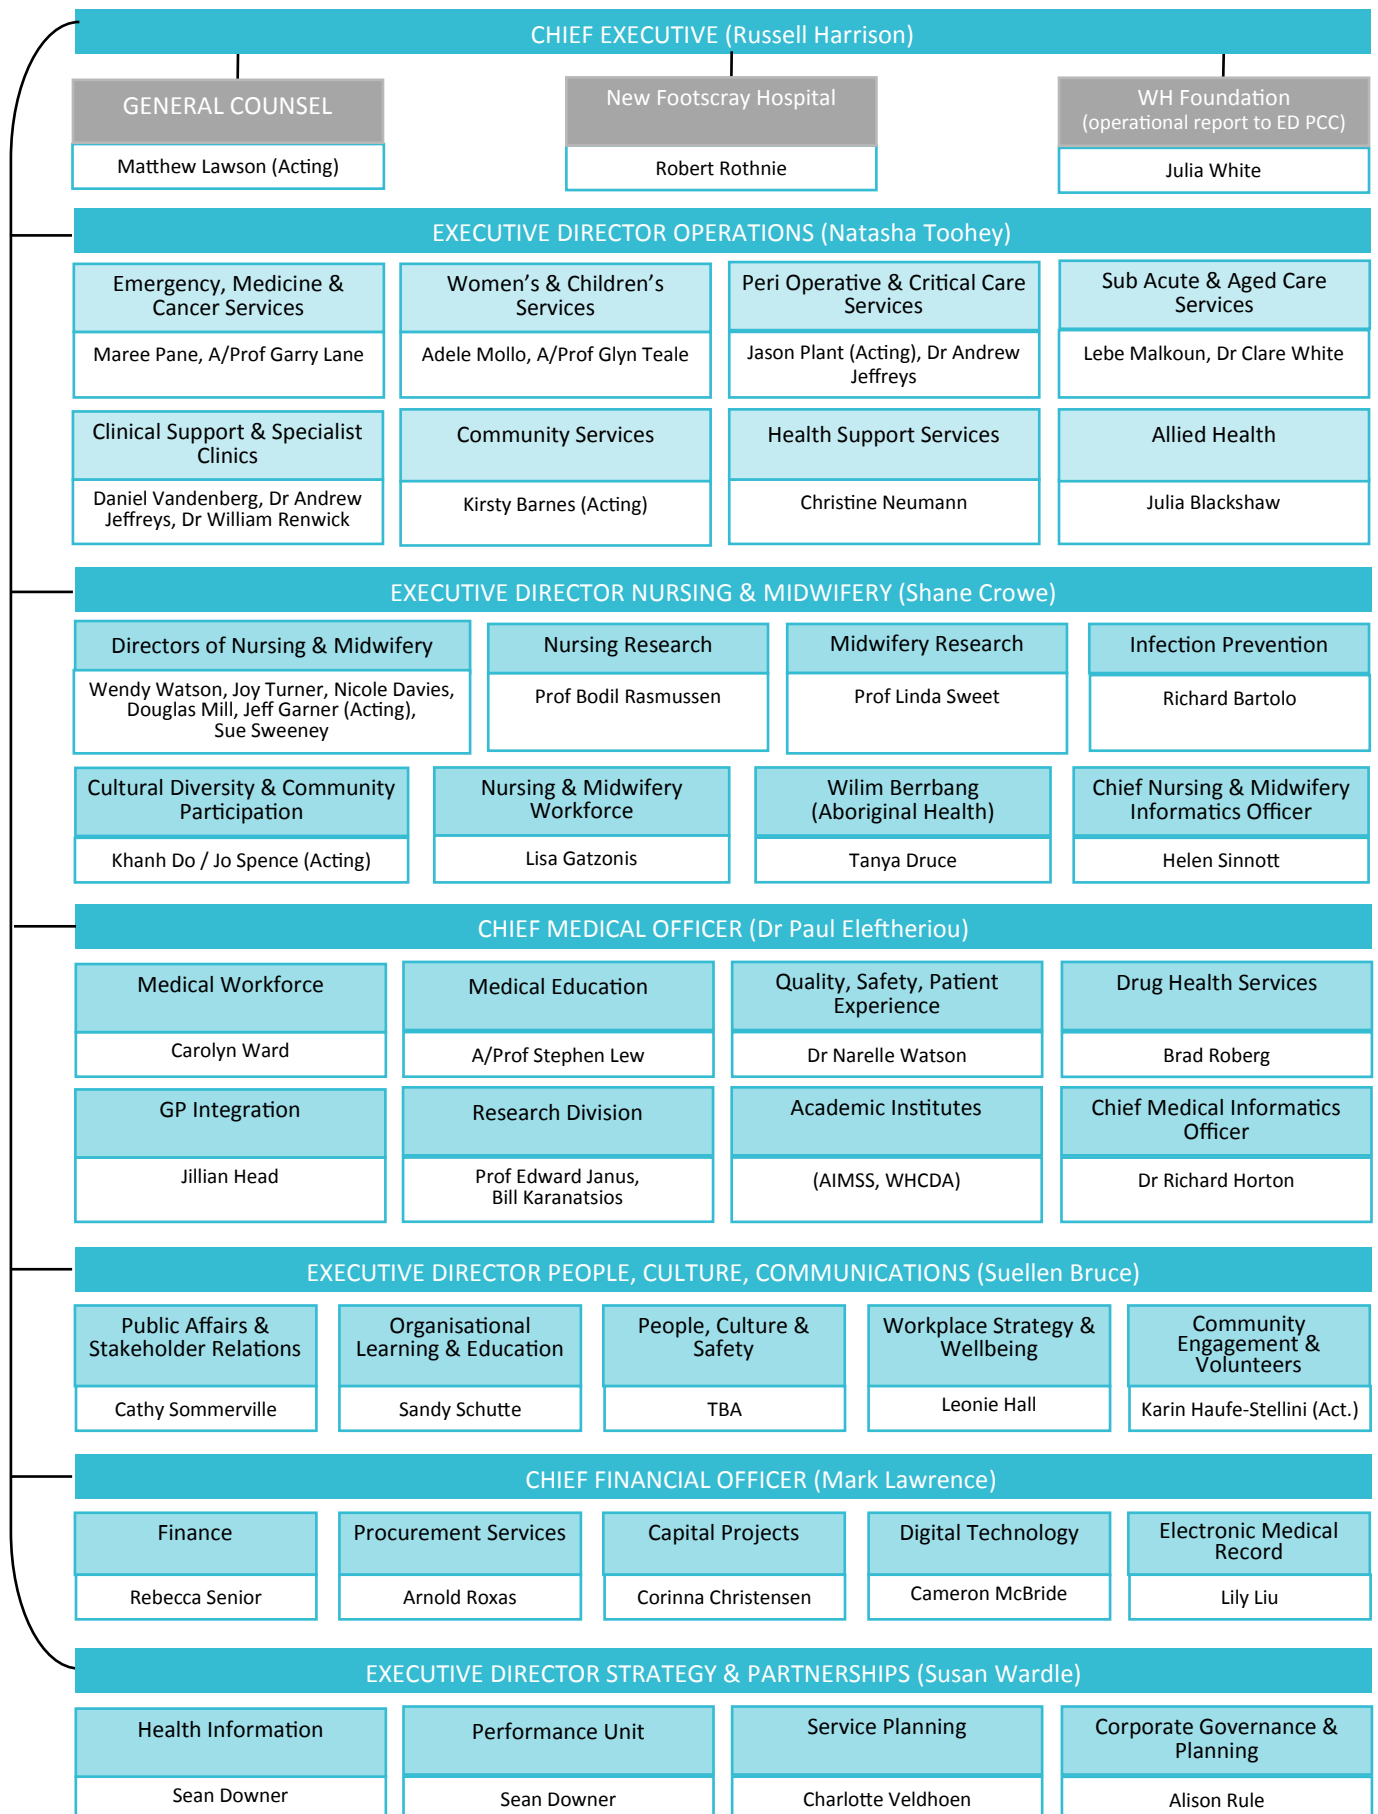 CHIEF EXECUTIVE (Russell Harrison)
GENERAL COUNSEL
Matthew Lawson (Acting)
New Footscray Hospital
Robert Rothnie
WH Foundation
(operational report to ED PCC)
Julia White
EXECUTIVE DIRECTOR OPERATIONS (Natasha Toohey)
Emergency, Medicine &
Cancer Services
Maree Pane, A/Prof Garry Lane
Women’s & Children’s
Services
Adele Mollo, A/Prof Glyn Teale
Peri Operative & Critical Care
Services
Jason Plant (Acting), Dr Andrew
Jeffreys
Sub Acute & Aged Care
Services
Lebe Malkoun, Dr Clare White
Clinical Support & Specialist
Clinics
Daniel Vandenberg, Dr Andrew
Jeffreys, Dr William Renwick
Community Services
Kirsty Barnes (Acting)
Health Support Services
Christine Neumann
Allied Health
Julia Blackshaw
EXECUTIVE DIRECTOR NURSING & MIDWIFERY (Shane Crowe)
Directors of Nursing & Midwifery
Wendy Watson, Joy Turner, Nicole Davies,
Douglas Mill, Jeff Garner (Acting),
Sue Sweeney
Nursing Research
Prof Bodil Rasmussen
Midwifery Research
Prof Linda Sweet
Infection Prevention
Richard Bartolo
Cultural Diversity & Community
Participation
Khanh Do / Jo Spence (Acting)
Nursing & Midwifery
Workforce
Lisa Gatzonis
Wilim Berrbang
(Aboriginal Health)
Tanya Druce
Chief Nursing & Midwifery
Informatics Officer
Helen Sinnott
CHIEF MEDICAL OFFICER (Dr Paul Eleftheriou)
Medical Workforce
Carolyn Ward
Medical Education
A/Prof Stephen Lew
Quality, Safety, Patient
Experience
Dr Narelle Watson
Drug Health Services
Brad Roberg
GP Integration
Jillian Head
Research Division
Prof Edward Janus,
Bill Karanatsios
Academic Institutes
(AIMSS, WHCDA)
Chief Medical Informatics
Officer
Dr Richard Horton
EXECUTIVE DIRECTOR PEOPLE, CULTURE, COMMUNICATIONS (Suellen Bruce)
Public Affairs &
Stakeholder Relations
Cathy Sommerville
Organisational
Learning & Education
Sandy Schutte
People, Culture &
Safety
TBA
Workplace Strategy &
Wellbeing
Leonie Hall
Community
Engagement &
Volunteers
Karin Haufe-Stellini (Act.)
CHIEF FINANCIAL OFFICER (Mark Lawrence)
Finance
Rebecca Senior
Procurement Services
Arnold Roxas
Capital Projects
Corinna Christensen
Digital Technology
Cameron McBride
Electronic Medical
Record
Lily Liu
EXECUTIVE DIRECTOR STRATEGY & PARTNERSHIPS (Susan Wardle)
Health Information
Sean Downer
Performance Unit
Sean Downer
Service Planning
Charlotte Veldhoen
Corporate Governance &
Planning
Alison Rule